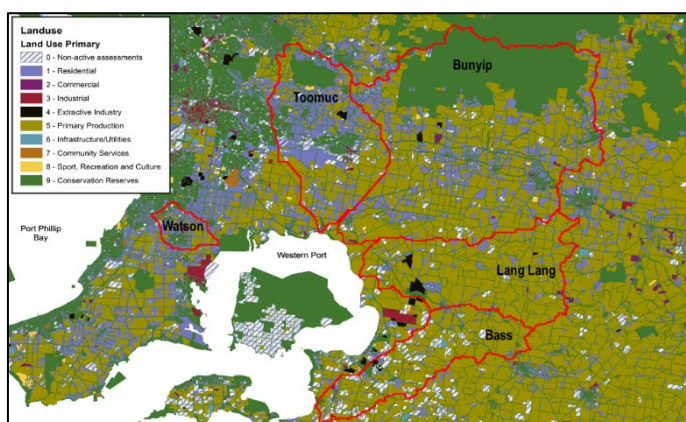 Landuse
Land Use Primary
0 - Non-active assessments
1 - Residential
2 - Commercial
3 - Industrial
4 - Extractive Industry
5 - Primary Production
6 - Infrastructure/Utilities
7 - Community Services
8 - Sport, Recreation and Culture
9 - Conservation Reserves
Bunyip
Toomuc
Watson
Port Phillip
Bay
Western Port
Lang Lang
Bass